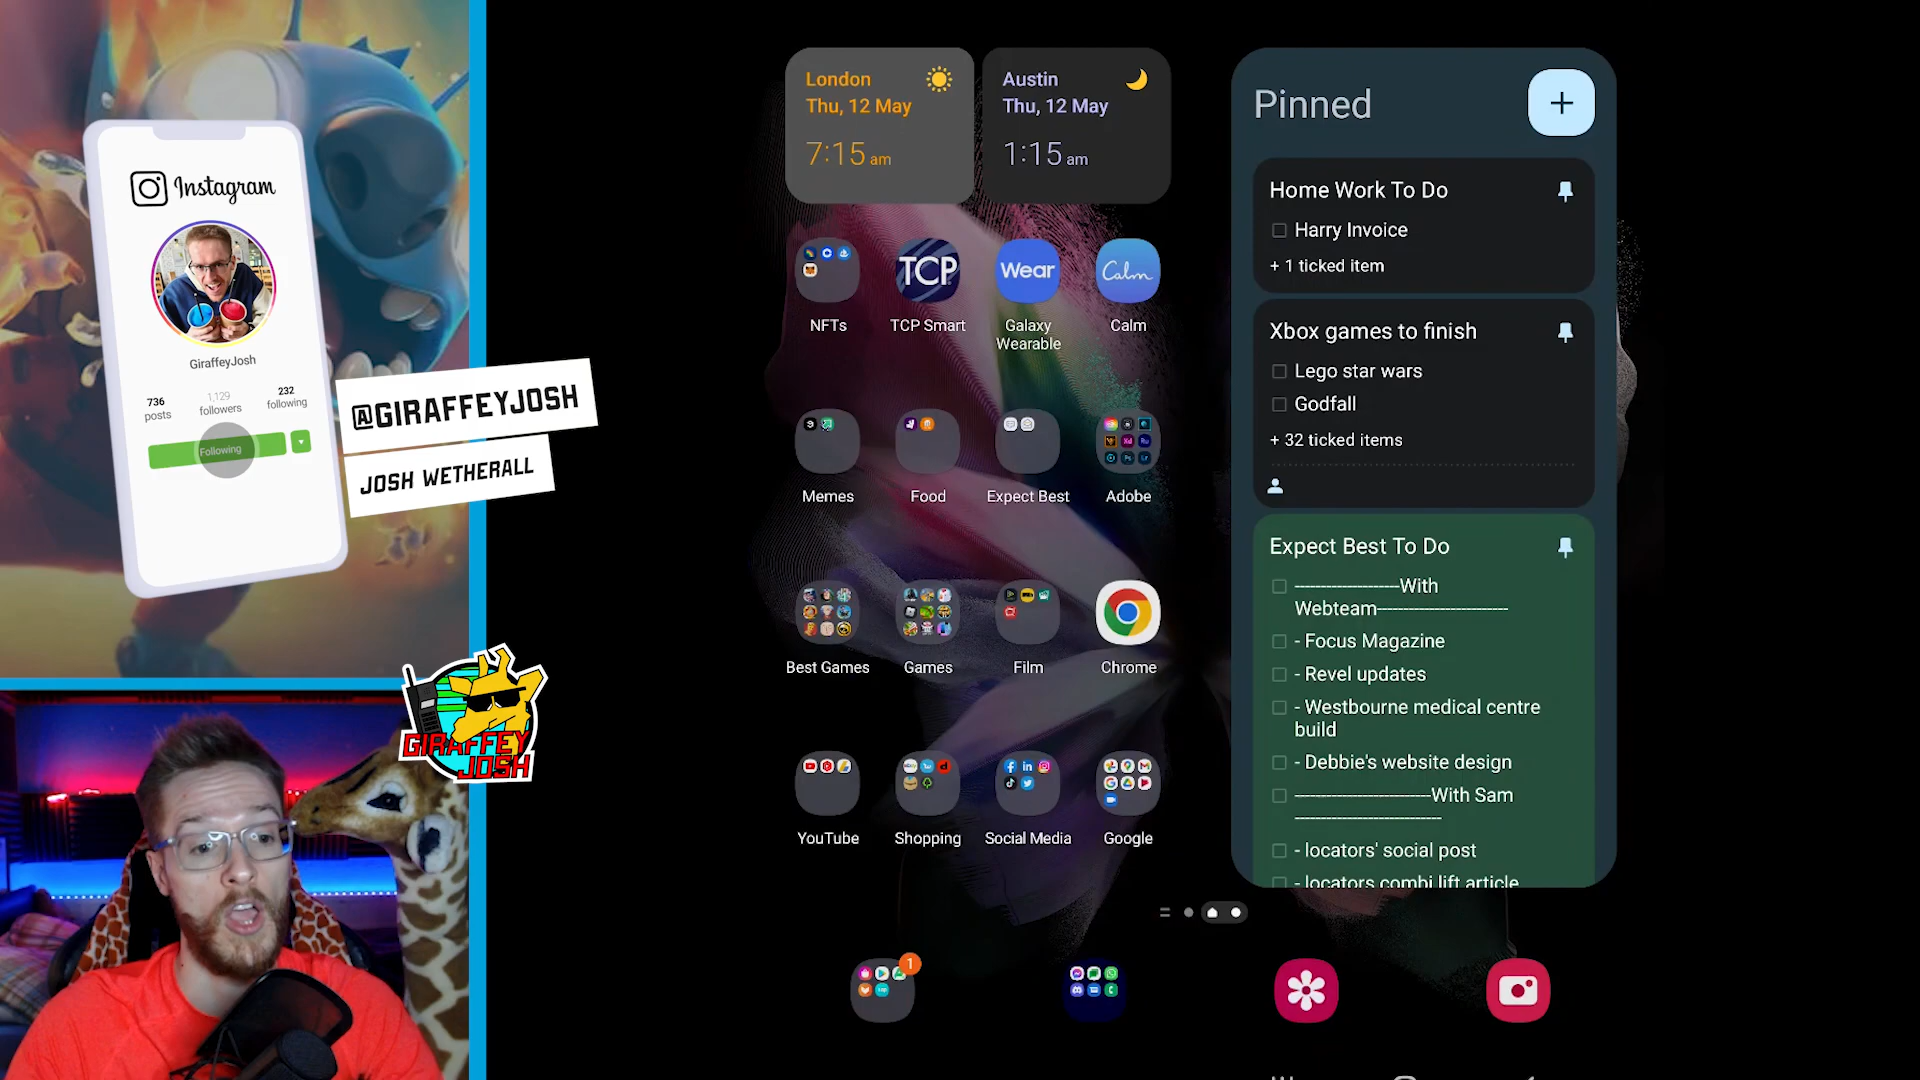 Instagram
GiraffeyJosh
736
posts
1,129
followers
232
following
Following
@GIRAFFEYJOSH
JOSH WETHERALL
GIRAFFEY
JOSH
London
Thu, 12 May
7:15 am
Austin
Thu, 12 May
1:15 am
TCP
Wear
Calm
NFTs
TCP Smart
Galaxy
Wearable
Calm
Memes
Food
Expect Best
Adobe
Best Games
Games
Film
Chrome
YouTube
Shopping
Social Media
Google
1
Pinned
Home Work To Do
Harry Invoice
+ 1 ticked item
Xbox games to finish
Lego star wars
Godfall
+ 32 ticked items
Expect Best To Do
--------------------With
Webteam-------------------------
- Focus Magazine
- Revel updates
- Westbourne medical centre
build
- Debbie's website design
--------------------------With Sam
----------------------------
- locators' social post
- locators combi lift article